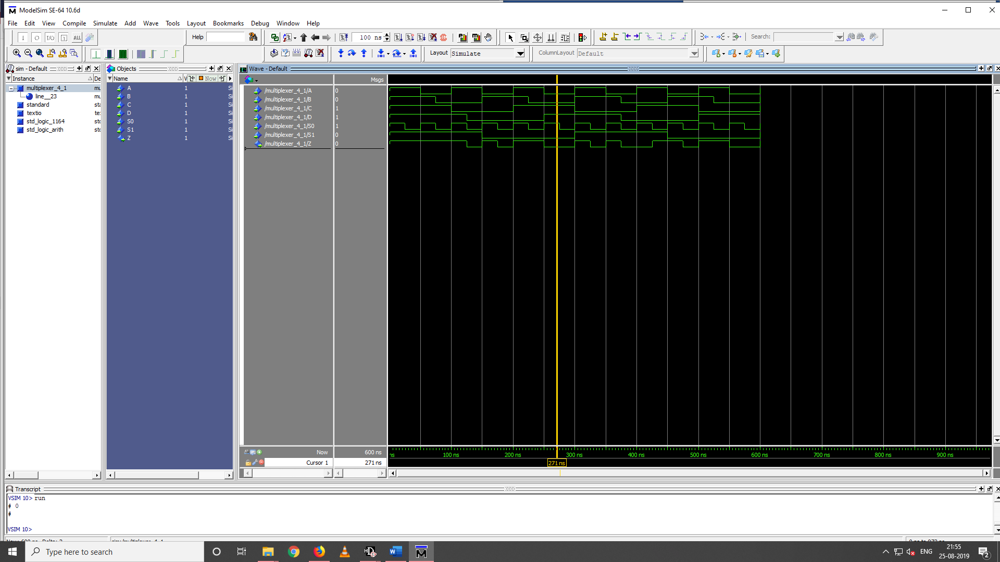 ModelSim SE-64 10.6d
File Edit View Compile Simulate Add Wave Tools Layout Bookmarks Debug Window Help
Help 100 ns Search:
Layout Simulate ColumnLayout Default
sim - Default Objects Wave - Default
Instance De Name V Now Msgs
multiplexer_4_1 mu
line__23 mu
standard sta
textio te
std_logic_1164 std
std_logic_arith std
A 1 Si
B 1 Si
C 1 Si
D 1 Si
S0 1 Si
S1 1 Si
Z 1 Si
/multiplexer_4_1/A 0
/multiplexer_4_1/B 0
/multiplexer_4_1/C 1
/multiplexer_4_1/D 1
/multiplexer_4_1/S0 1
/multiplexer_4_1/S1 0
/multiplexer_4_1/Z 0
Now 600 ns ns 100 ns 200 ns 300 ns 400 ns 500 ns 600 ns 700 ns 800 ns 900 ns
Cursor 1 271 ns 271 ns
Transcript
VSIM 10> run
# 0
#
VSIM 10>
Type here to search ENG 21:55
25-08-2019 2